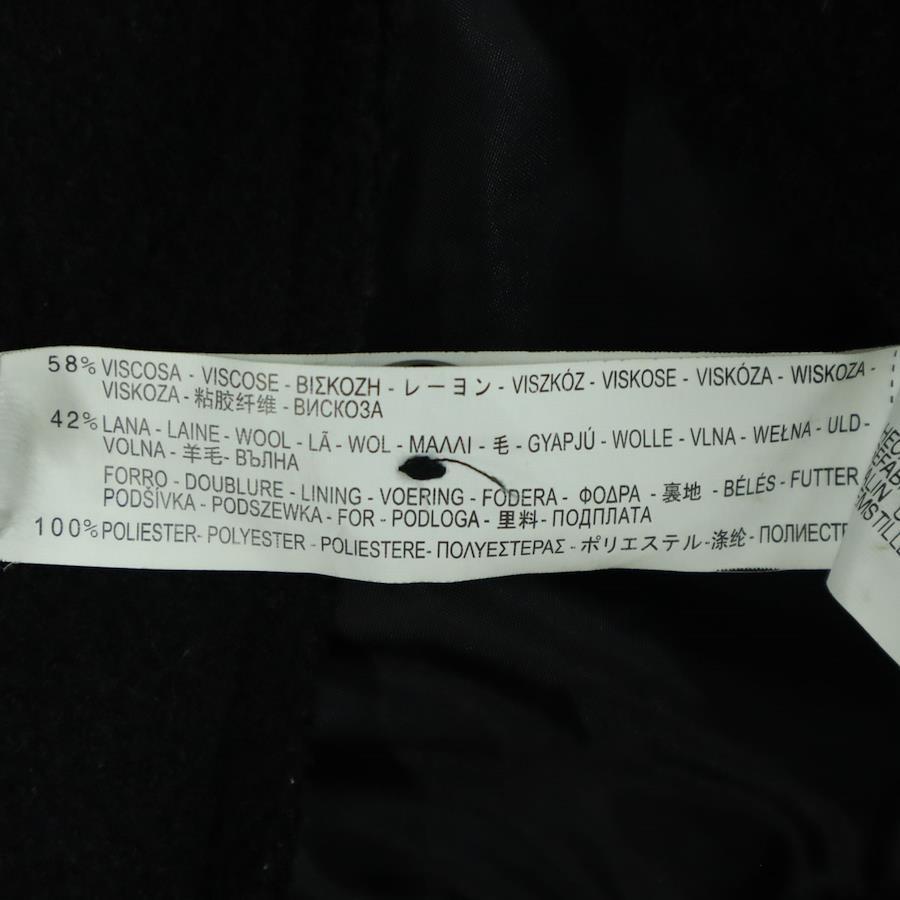 58% VISCOSA - VISCOSE - ΒΙΣΚΟΖΗ - レーヨン - VISZKÓZ - VISKOSE - VISKÓZA - WISKOZA -
VISKOZA - 粘胶纤维 - ВИСКОЗА
42% LANA - LAINE - WOOL - LÃ - WOL - ΜΑΛΛΙ - 毛 - GYAPJÚ - WOLLE - VLNA - WEŁNA - ULD -
VOLNA - 羊毛 - ВЪЛНА
FORRO - DOUBLURE - LINING - VOERING - FODERA - ΦΟΔΡΑ - 裏地 - BÉLÉS - FUTTER
PODŠÍVKA - PODSZEWKA - FOR - PODLOGA - 里料 - ПОДПЛАТА
100% POLIESTER- POLYESTER - POLIESTERE- ΠΟΛΥΕΣΤΕΡΑΣ - ポリエステル-涤纶- ПОЛИЕСТ